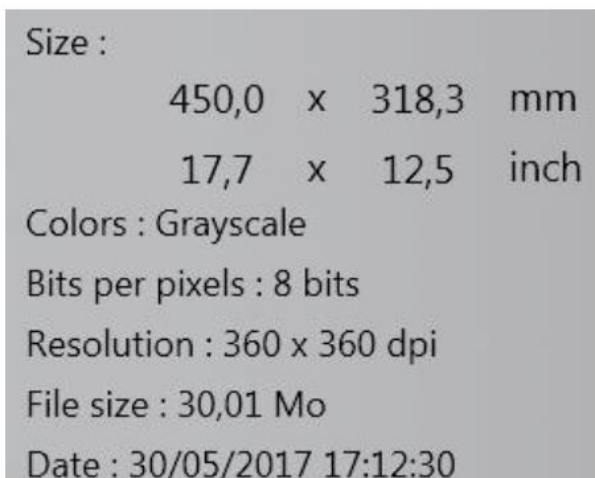 Size :
450,0 x 318,3 mm
17,7 x 12,5 inch
Colors : Grayscale
Bits per pixels : 8 bits
Resolution : 360 x 360 dpi
File size : 30,01 Mo
Date : 30/05/2017 17:12:30